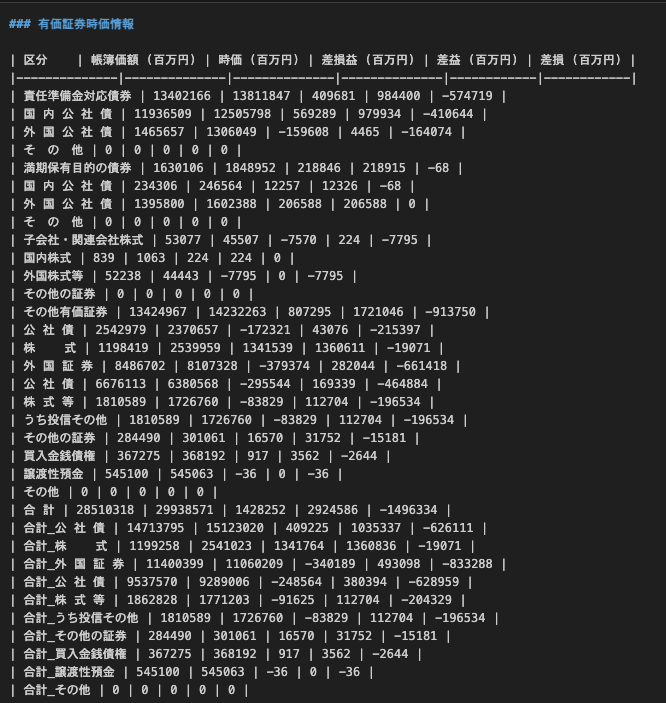 ### 有価証券時価情報
| 区分    | 帳簿価額 (百万円) | 時価 (百万円) | 差損益 (百万円) | 差益 (百万円) | 差損 (百万円) |
|--------------|--------------|--------------|--------------|------------|------------|
| 責任準備金対応債券 | 13402166 | 13811847 | 409681 | 984400 | -574719 |
| 国 内 公 社 債 | 11936509 | 12505798 | 569289 | 979934 | -410644 |
| 外 国 公 社 債 | 1465657 | 1306049 | -159608 | 4465 | -164074 |
| そ の 他 | 0 | 0 | 0 | 0 | 0 |
| 満期保有目的の債券 | 1630106 | 1848952 | 218846 | 218915 | -68 |
| 国 内 公 社 債 | 234306 | 246564 | 12257 | 12326 | -68 |
| 外 国 公 社 債 | 1395800 | 1602388 | 206588 | 206588 | 0 |
| そ の 他 | 0 | 0 | 0 | 0 | 0 |
| 子会社・関連会社株式 | 53077 | 45507 | -7570 | 224 | -7795 |
| 国内株式 | 839 | 1063 | 224 | 224 | 0 |
| 外国株式等 | 52238 | 44443 | -7795 | 0 | -7795 |
| その他の証券 | 0 | 0 | 0 | 0 | 0 |
| その他有価証券 | 13424967 | 14232263 | 807295 | 1721046 | -913750 |
| 公 社 債 | 2542979 | 2370657 | -172321 | 43076 | -215397 |
| 株　　式 | 1198419 | 2539959 | 1341539 | 1360611 | -19071 |
| 外 国 証 券 | 8486702 | 8107328 | -379374 | 282044 | -661418 |
| 公 社 債 | 6676113 | 6380568 | -295544 | 169339 | -464884 |
| 株 式 等 | 1810589 | 1726760 | -83829 | 112704 | -196534 |
| うち投信その他 | 1810589 | 1726760 | -83829 | 112704 | -196534 |
| その他の証券 | 284490 | 301061 | 16570 | 31752 | -15181 |
| 買入金銭債権 | 367275 | 368192 | 917 | 3562 | -2644 |
| 譲渡性預金 | 545100 | 545063 | -36 | 0 | -36 |
| その他 | 0 | 0 | 0 | 0 | 0 |
| 合 計 | 28510318 | 29938571 | 1428252 | 2924586 | -1496334 |
| 合計_公 社 債 | 14713795 | 15123020 | 409225 | 1035337 | -626111 |
| 合計_株　　式 | 1199258 | 2541023 | 1341764 | 1360836 | -19071 |
| 合計_外 国 証 券 | 11400399 | 11060209 | -340189 | 493098 | -833288 |
| 合計_公 社 債 | 9537570 | 9289006 | -248564 | 380394 | -628959 |
| 合計_株 式 等 | 1862828 | 1771203 | -91625 | 112704 | -204329 |
| 合計_うち投信その他 | 1810589 | 1726760 | -83829 | 112704 | -196534 |
| 合計_その他の証券 | 284490 | 301061 | 16570 | 31752 | -15181 |
| 合計_買入金銭債権 | 367275 | 368192 | 917 | 3562 | -2644 |
| 合計_譲渡性預金 | 545100 | 545063 | -36 | 0 | -36 |
| 合計_その他 | 0 | 0 | 0 | 0 | 0 |